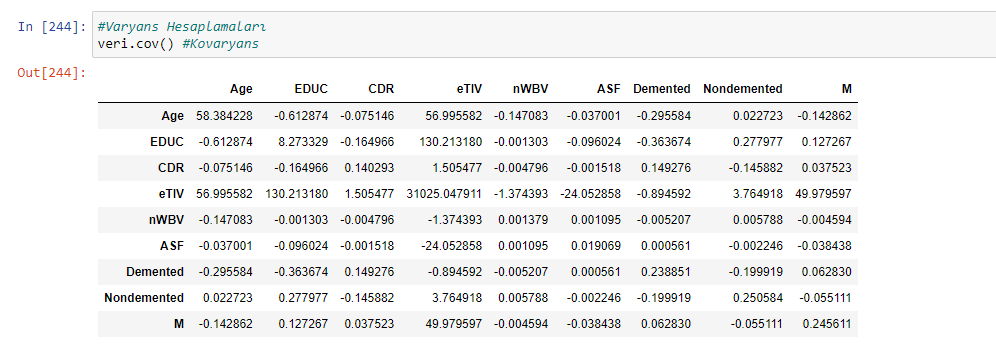 In [244]: #Varyans Hesaplamaları
veri.cov() #Kovaryans
Out[244]:
Age EDUC CDR eTIV nWBV ASF Demented Nondemented M
Age 58.384228 -0.612874 -0.075146 56.995582 -0.147083 -0.037001 -0.295584 0.022723 -0.142862
EDUC -0.612874 8.273329 -0.164966 130.213180 -0.001303 -0.096024 -0.363674 0.277977 0.127267
CDR -0.075146 -0.164966 0.140293 1.505477 -0.004796 -0.001518 0.149276 -0.145882 0.037523
eTIV 56.995582 130.213180 1.505477 31025.047911 -1.374393 -24.052858 -0.894592 3.764918 49.979597
nWBV -0.147083 -0.001303 -0.004796 -1.374393 0.001379 0.001095 -0.005207 0.005788 -0.004594
ASF -0.037001 -0.096024 -0.001518 -24.052858 0.001095 0.019069 0.000561 -0.002246 -0.038438
Demented -0.295584 -0.363674 0.149276 -0.894592 -0.005207 0.000561 0.238851 -0.199919 0.062830
Nondemented 0.022723 0.277977 -0.145882 3.764918 0.005788 -0.002246 -0.199919 0.250584 -0.055111
M -0.142862 0.127267 0.037523 49.979597 -0.004594 -0.038438 0.062830 -0.055111 0.245611